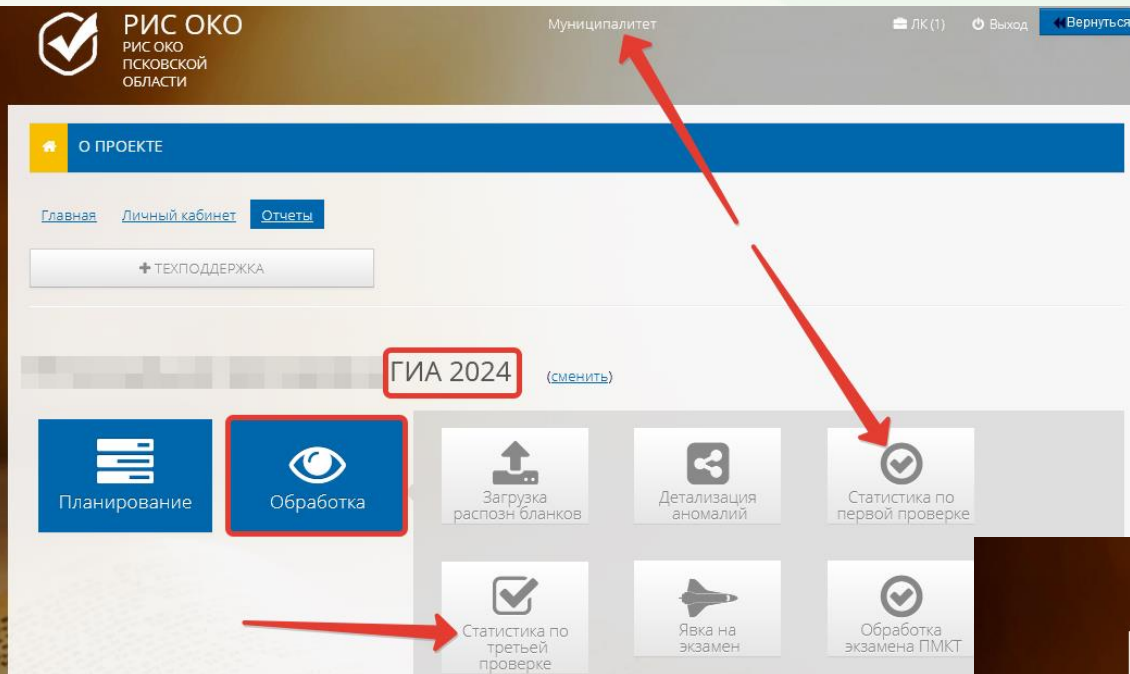 РИС ОКО
РИС ОКО
ПСКОВСКОЙ
ОБЛАСТИ
Муниципалитет
ЛК (1)
Выход
Вернуться
О ПРОЕКТЕ
Главная
Личный кабинет
Отчеты
+ ТЕХПОДДЕРЖКА
ГИА 2024
(сменить)
Планирование
Обработка
Загрузка
распозн бланков
Детализация
аномалий
Статистика по
первой проверке
Статистика по
третьей
проверке
Явка на
экзамен
Обработка
экзамена ПМКТ